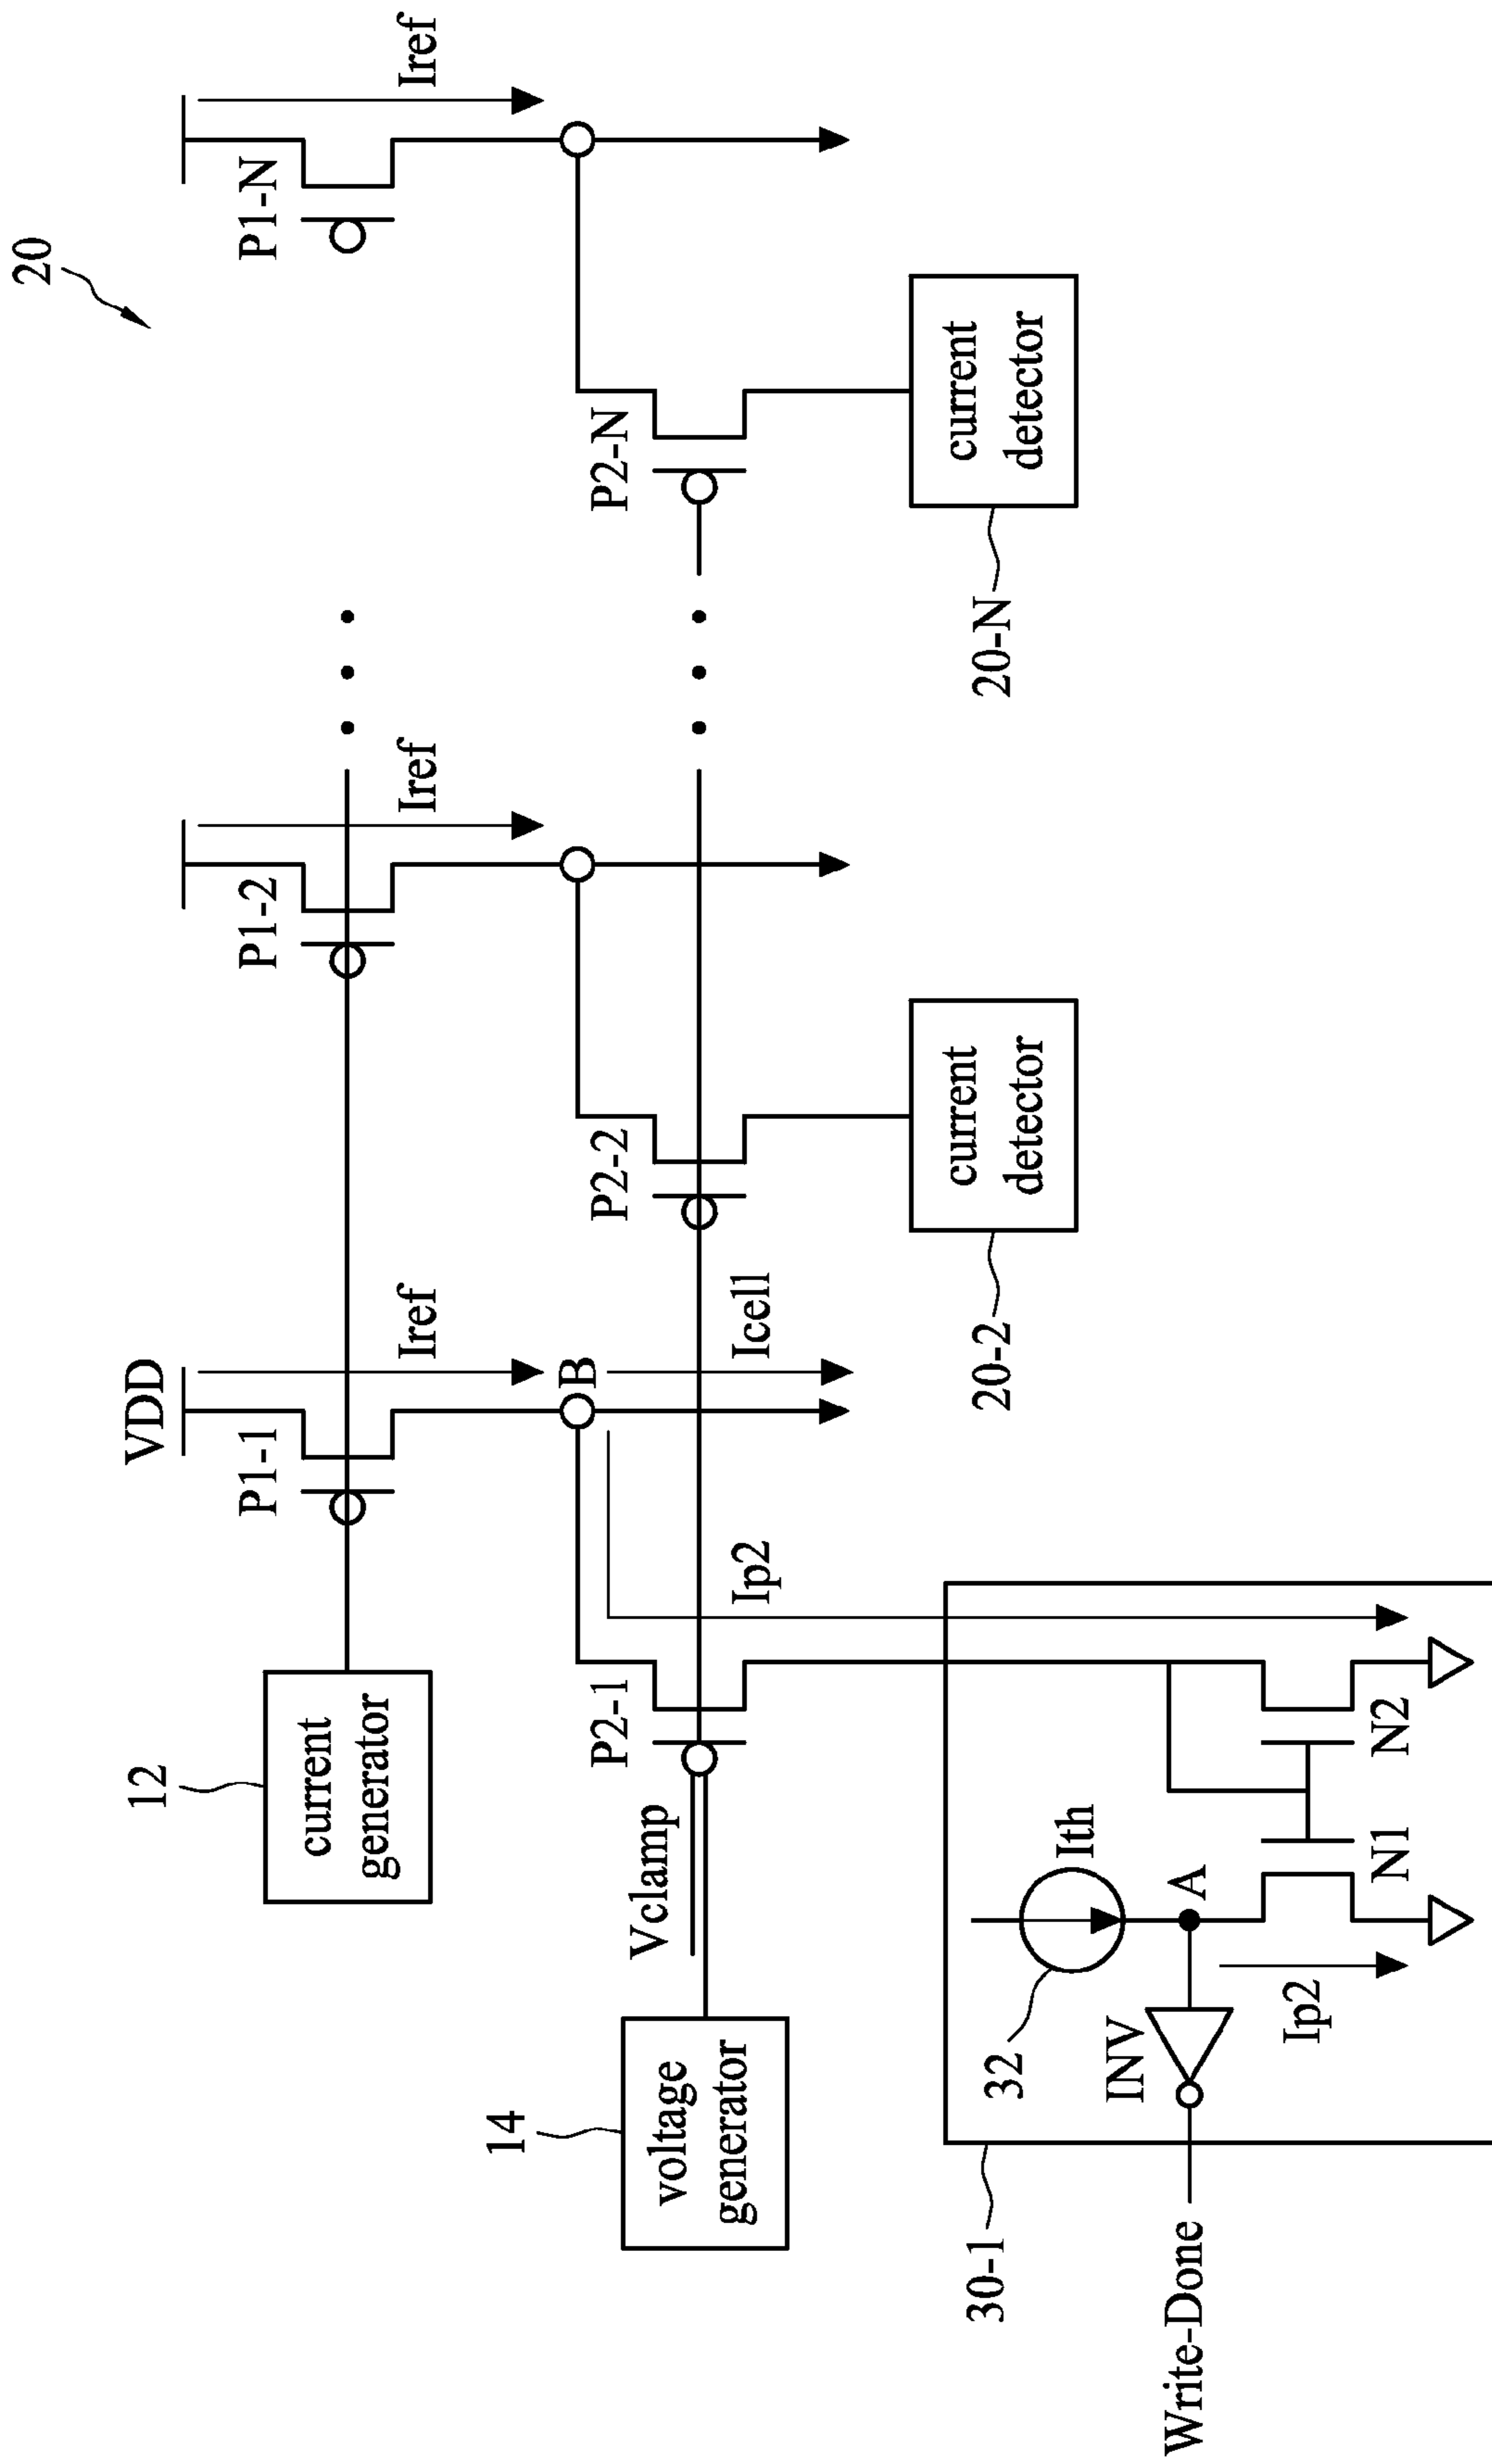 20
VDD
P1-1
P1-2
P1-N
Iref
Iref
Iref
12
current
generator
B
14
voltage
generator
Vclamp
P2-1
P2-2
P2-N
Ip2
Icell
current
detector
20-2
current
detector
20-N
30-1
32
Ith
A
INV
Ip2
N1
N2
Write-Done